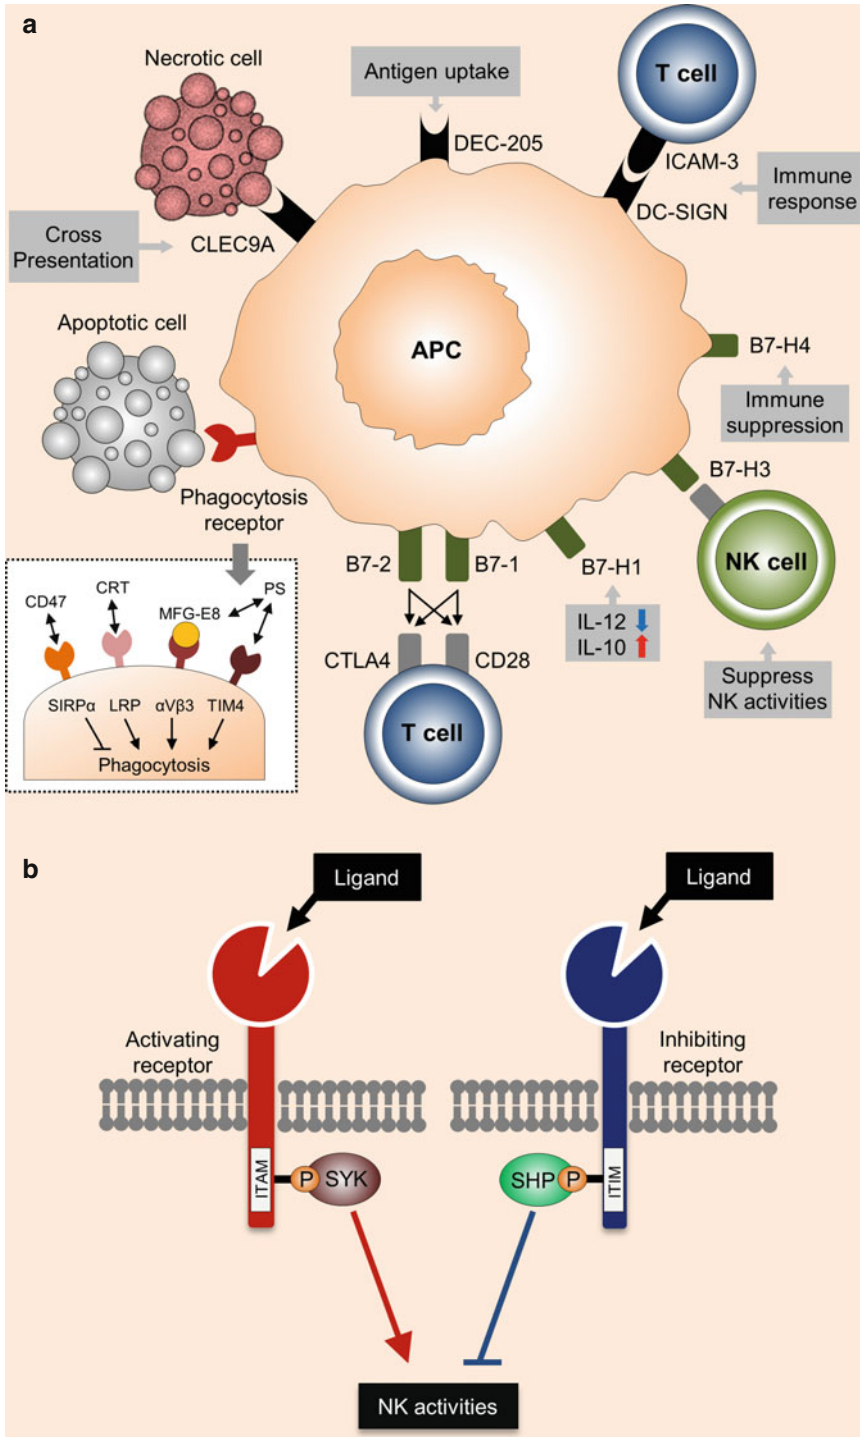 a
Necrotic cell
Antigen uptake
T cell
DEC-205
ICAM-3
Immune
response
DC-SIGN
Cross
Presentation
CLEC9A
Apoptotic cell
APC
B7-H4
Immune
suppression
B7-H3
Phagocytosis
receptor
B7-2
B7-1
B7-H1
NK cell
IL-12
IL-10
CTLA4
CD28
Suppress
NK activities
T cell
CD47
CRT
MFG-E8
PS
SIRPα
LRP
αVβ3
TIM4
Phagocytosis
b
Ligand
Ligand
Activating
receptor
Inhibiting
receptor
ITAM
P
SYK
SHP
P
ITIM
NK activities